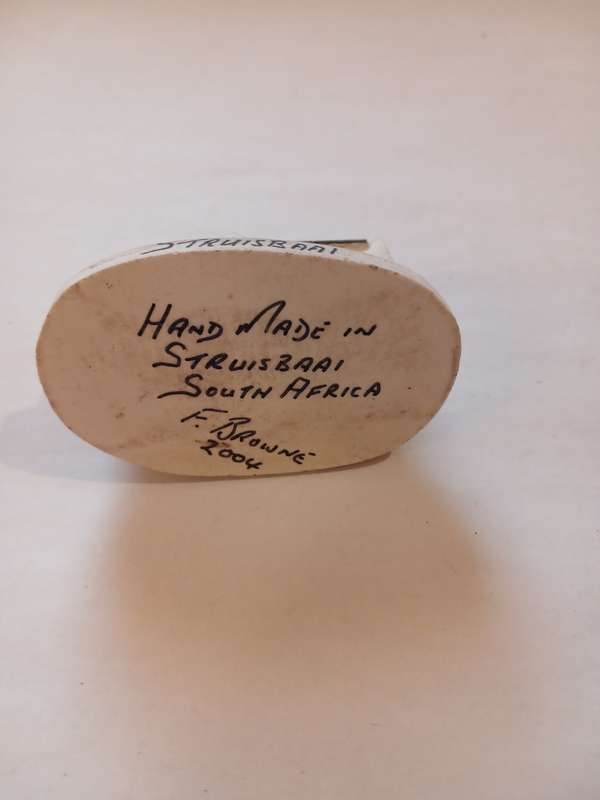 STRUISBAAI
HAND MADE IN
STRUISBAAI
SOUTH AFRICA
F. BROWNE
2004